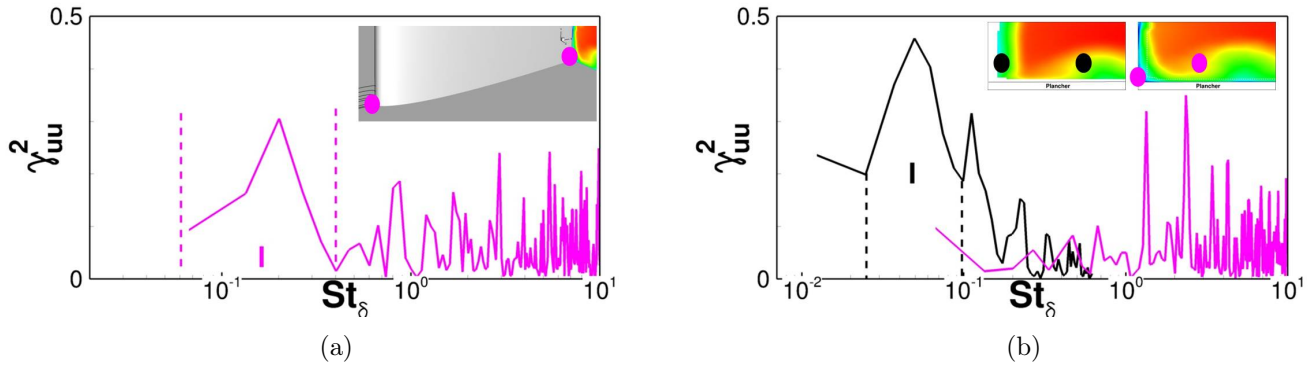 0.5
γ²uu
0
10⁻¹
10⁰
10¹
Stδ
I
(a)
0.5
γ²uu
0
10⁻²
10⁻¹
10⁰
10¹
Stδ
I
Plancher
Plancher
(b)